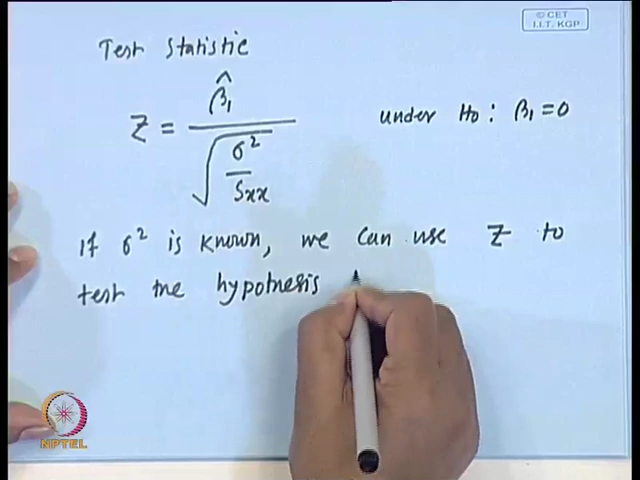 © CET
I.I.T. KGP
Test Statistic
Z = β̂₁ / √(σ² / Sxx)    under H₀ : β₁ = 0
If σ² is known, we can use Z to
test the hypothesis
NPTEL